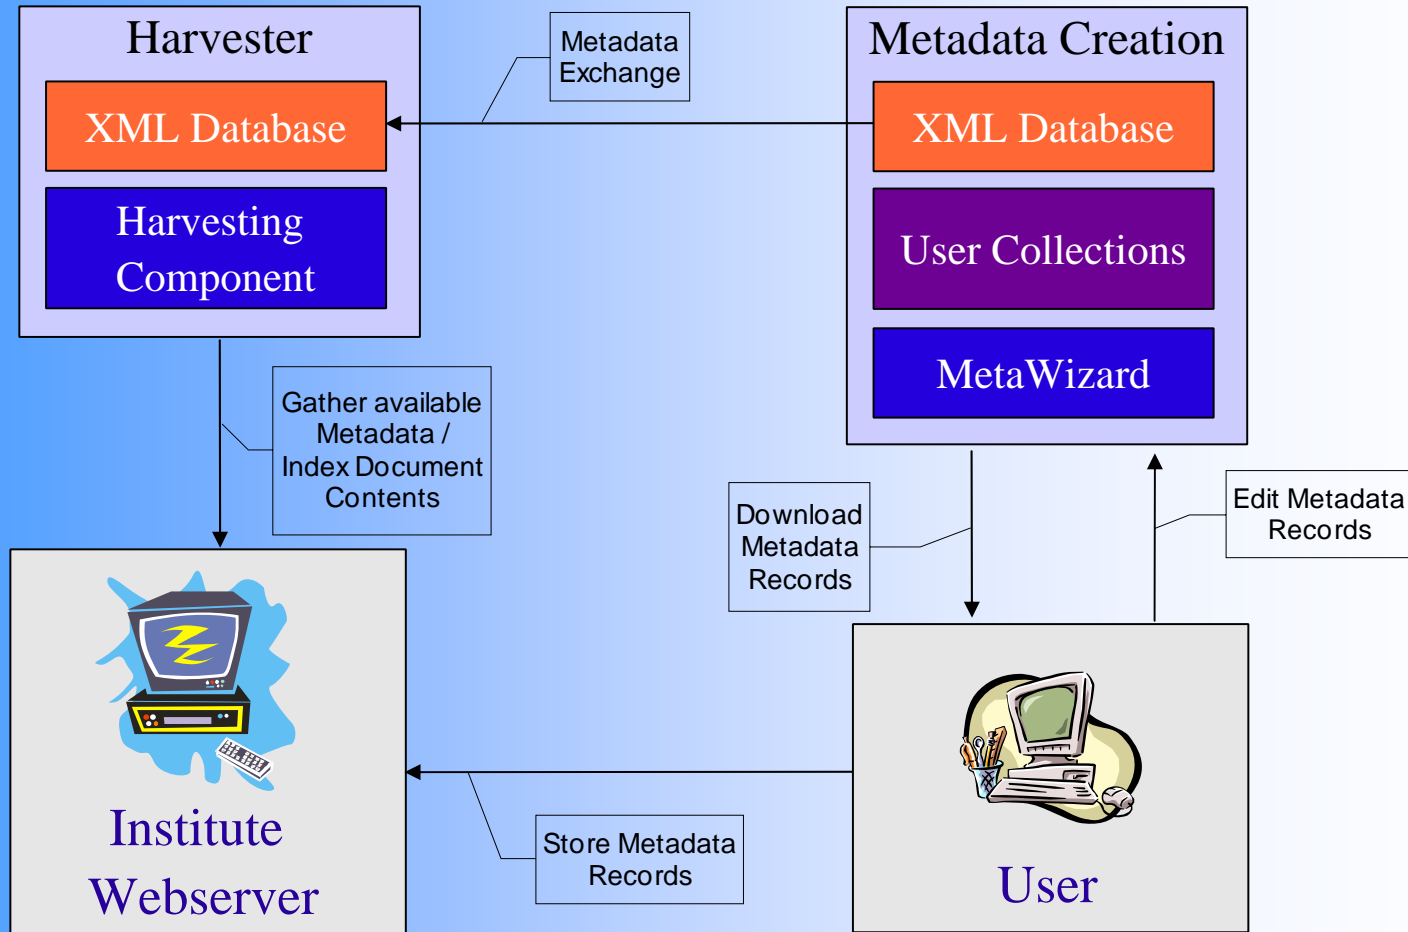 Harvester
XML Database
Harvesting
Component
Metadata
Exchange
Metadata Creation
XML Database
User Collections
MetaWizard
Gather available
Metadata /
Index Document
Contents
Download
Metadata
Records
Edit Metadata
Records
Institute
Webserver
Store Metadata
Records
User